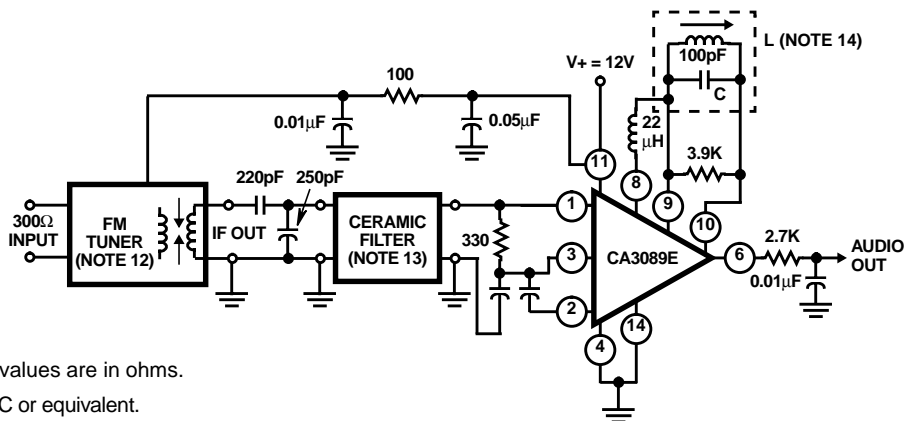 L (NOTE 14)
100pF
C
V+ = 12V
100
0.01µF
0.05µF
22
µH
3.9K
11
8
9
10
220pF
250pF
300Ω
INPUT
FM
TUNER
(NOTE 12)
IF OUT
CERAMIC
FILTER
(NOTE 13)
330
1
3
2
CA3089E
6
2.7K
0.01µF
AUDIO
OUT
4
14
values are in ohms.
C or equivalent.